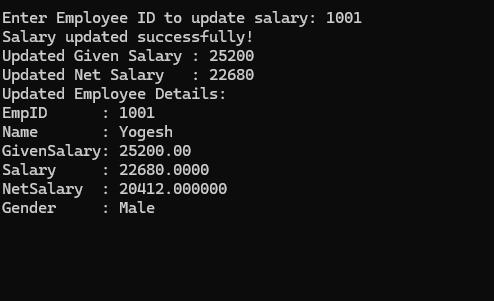 Enter Employee ID to update salary: 1001
Salary updated successfully!
Updated Given Salary : 25200
Updated Net Salary   : 22680
Updated Employee Details:
EmpID      : 1001
Name       : Yogesh
GivenSalary: 25200.00
Salary     : 22680.0000
NetSalary  : 20412.000000
Gender     : Male